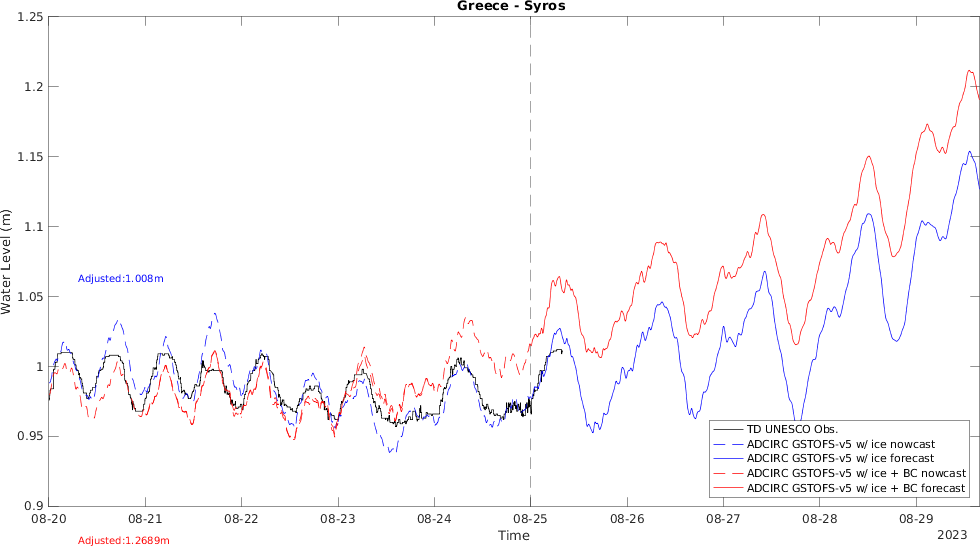 Greece - Syros
1.25
1.2
1.15
1.1
1.05
1
0.95
0.9
Water Level (m)
Adjusted:1.008m
TD UNESCO Obs.
ADCIRC GSTOFS-v5 w/ ice nowcast
ADCIRC GSTOFS-v5 w/ ice forecast
ADCIRC GSTOFS-v5 w/ ice + BC nowcast
ADCIRC GSTOFS-v5 w/ ice + BC forecast
08-20 08-21 08-22 08-23 08-24 08-25 08-26 08-27 08-28 08-29
Time
2023
Adjusted:1.2689m